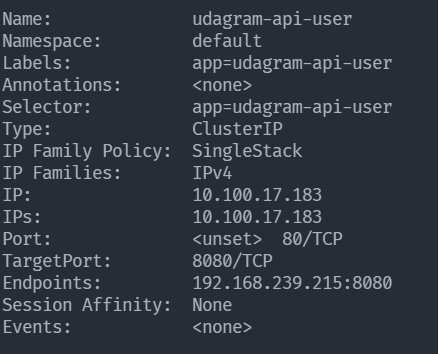 Name: udagram-api-user
Namespace: default
Labels: app=udagram-api-user
Annotations: <none>
Selector: app=udagram-api-user
Type: ClusterIP
IP Family Policy: SingleStack
IP Families: IPv4
IP: 10.100.17.183
IPs: 10.100.17.183
Port: <unset> 80/TCP
TargetPort: 8080/TCP
Endpoints: 192.168.239.215:8080
Session Affinity: None
Events: <none>